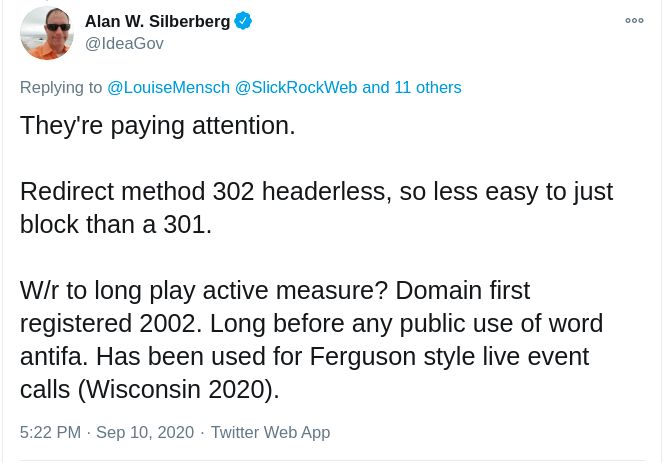 Alan W. Silberberg
@IdeaGov
Replying to @LouiseMensch @SlickRockWeb and 11 others
They're paying attention.
Redirect method 302 headerless, so less easy to just
block than a 301.
W/r to long play active measure? Domain first
registered 2002. Long before any public use of word
antifa. Has been used for Ferguson style live event
calls (Wisconsin 2020).
5:22 PM · Sep 10, 2020 · Twitter Web App